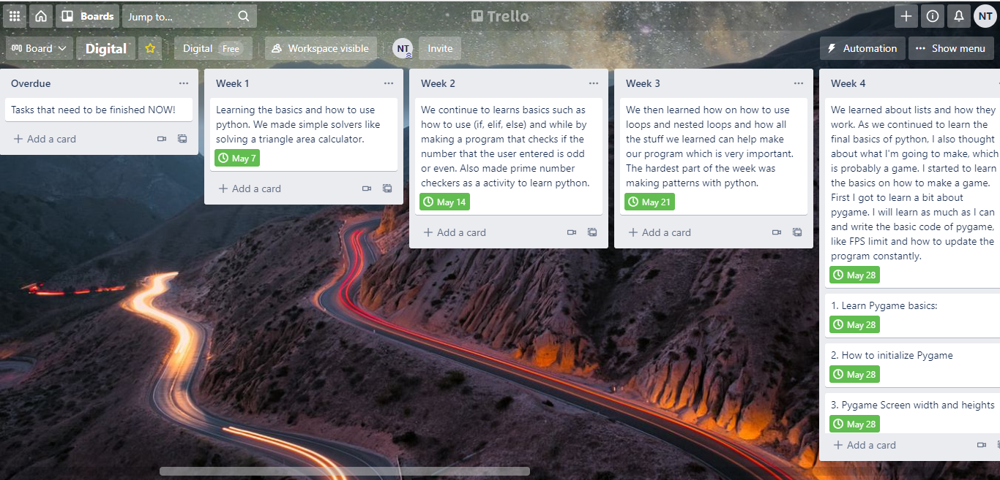 Boards
Jump to...
Trello
NT
Board
Digital
Digital Free
Workspace visible
NT
Invite
Automation
Show menu
Overdue
Tasks that need to be finished NOW!
Add a card
Week 1
Learning the basics and how to use
python. We made simple solvers like
solving a triangle area calculator.
May 7
Add a card
Week 2
We continue to learns basics such as
how to use (if, elif, else) and while by
making a program that checks if the
number that the user entered is odd
or even. Also made prime number
checkers as a activity to learn python.
May 14
Add a card
Week 3
We then learned how on how to use
loops and nested loops and how all
the stuff we learned can help make
our program which is very important.
The hardest part of the week was
making patterns with python.
May 21
Add a card
Week 4
We learned about lists and how they
work. As we continued to learn the
final basics of python, I also thought
about what I'm going to make, which
is probably a game. I started to learn
the basics on how to make a game.
First I got to learn a bit about
pygame. I will learn as much as I can
and write the basic code of pygame,
like FPS limit and how to update the
program constantly.
May 28
1. Learn Pygame basics:
May 28
2. How to initialize Pygame
May 28
3. Pygame Screen width and heights
May 28
Add a card